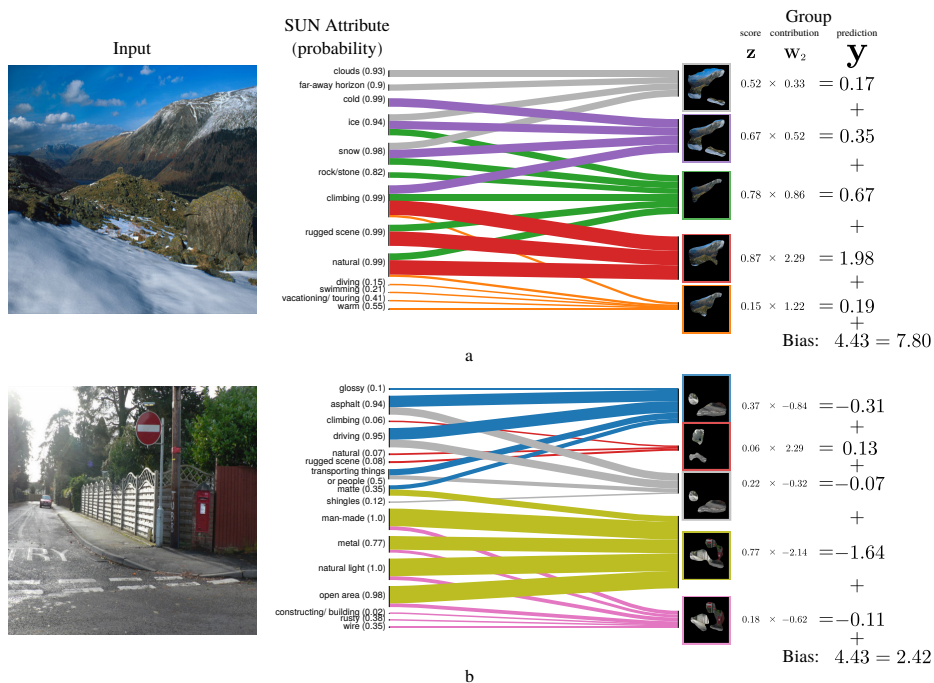 Input
SUN Attribute
(probability)
Group
score contribution prediction
z w₂ y
clouds (0.93)
far-away horizon (0.9)
cold (0.99)
ice (0.94)
snow (0.98)
rock/stone (0.82)
climbing (0.99)
rugged scene (0.99)
natural (0.99)
diving (0.15)
swimming (0.21)
vacationing/ touring (0.41)
warm (0.55)
0.52 × 0.33 = 0.17
+
0.67 × 0.52 = 0.35
+
0.78 × 0.86 = 0.67
+
0.87 × 2.29 = 1.98
+
0.15 × 1.22 = 0.19
+
Bias: 4.43 = 7.80
a
TRY
glossy (0.1)
asphalt (0.94)
climbing (0.06)
driving (0.95)
natural (0.07)
rugged scene (0.08)
transporting things
or people (0.5)
matte (0.35)
shingles (0.12)
man-made (1.0)
metal (0.77)
natural light (1.0)
open area (0.98)
constructing/ building (0.02)
rusty (0.38)
wire (0.35)
0.37 × −0.84 =−0.31
+
0.06 × 2.29 = 0.13
+
0.22 × −0.32 =−0.07
+
0.77 × −2.14 =−1.64
+
0.18 × −0.62 =−0.11
+
Bias: 4.43 = 2.42
b